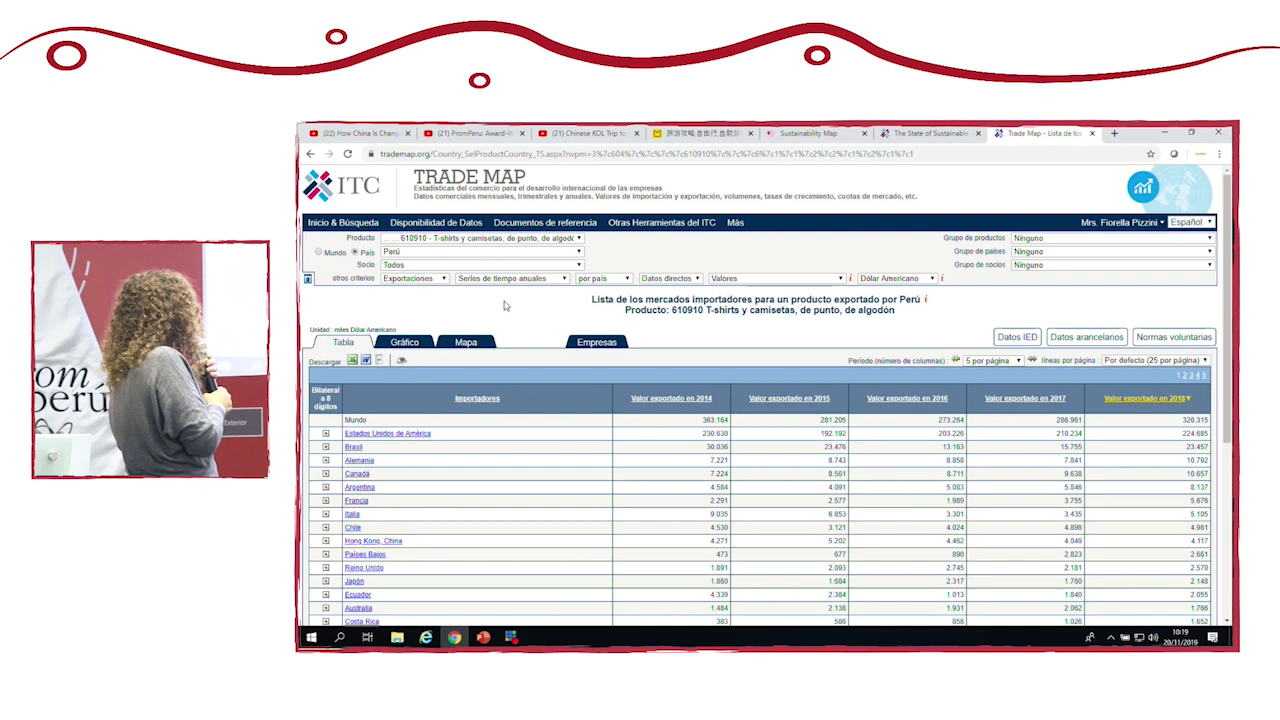 (22) How China Is Chang
(21) PromPeru: Award-W
(21) Chinese KOL Trip to
旅游攻略,自由行,自助游
Sustainability Map
The State of Sustainable
Trade Map - Lista de los
trademap.org/Country_SelProductCountry_TS.aspx?nvpm=3%7c604%7c%7c%7c%7c610910%7c%7c%7c6%7c1%7c1%7c2%7c2%7c1%7c2%7c1%7c1
ITC
TRADE MAP
Estadísticas del comercio para el desarrollo internacional de las empresas
Datos comerciales mensuales, trimestrales y anuales. Valores de importación y exportación, volumenes, tasas de crecimiento, cuotas de mercado, etc.
Inicio & Búsqueda Disponibilidad de Datos Documentos de referencia Otras Herramientas del ITC Más Mrs. Fiorella Pizzini Español
Producto ... ... 610910 - T-shirts y camisetas, de punto, de algodó Grupo de productos Ninguno
Mundo País Perú Grupo de países Ninguno
Socio Todos Grupo de socios Ninguno
otros criterios Exportaciones Series de tiempo anuales por país Datos directos Valores i Dólar Americano i
Lista de los mercados importadores para un producto exportado por Perú i
Producto: 610910 T-shirts y camisetas, de punto, de algodón
Unidad : miles Dólar Americano
Tabla Gráfico Mapa Empresas Datos IED Datos arancelarios Normas voluntarias
Descargar : Período (número de columnas) : 5 por página líneas por página : Por defecto (25 por página)
1 2 3 4 5
Bilateral a 8 dígitos Importadores Valor exportado en 2014 Valor exportado en 2015 Valor exportado en 2016 Valor exportado en 2017 Valor exportado en 2018▼
Mundo 363.164 281.205 273.264 286.961 320.315
Estados Unidos de América 230.630 192.192 203.226 210.234 224.685
Brasil 30.036 23.476 13.163 15.755 23.457
Alemania 7.221 8.743 8.858 7.841 10.792
Canadá 7.224 8.561 8.711 9.638 10.657
Argentina 4.584 4.091 5.083 5.846 8.137
Francia 2.291 2.577 1.989 3.755 5.676
Italia 9.035 6.853 3.301 3.435 5.105
Chile 4.530 3.121 4.024 4.898 4.981
Hong Kong, China 4.271 5.202 4.462 4.049 4.117
Países Bajos 473 677 890 2.823 2.661
Reino Unido 1.891 2.093 2.745 2.181 2.570
Japón 1.860 1.684 2.317 1.760 2.148
Ecuador 4.339 2.384 1.013 1.840 2.055
Australia 1.484 2.138 1.931 2.062 1.766
Costa Rica 383 586 858 1.026 1.652
10:19
20/11/2019
om
perú
Exterior